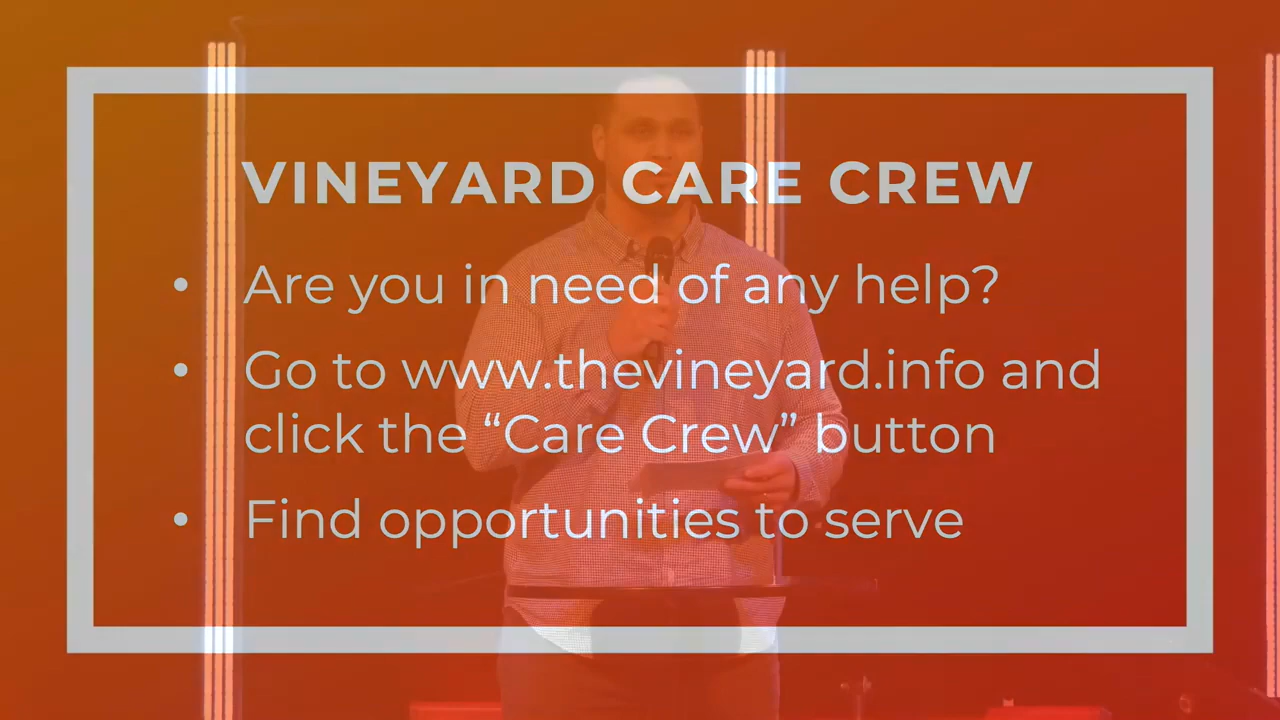 VINEYARD CARE CREW
• Are you in need of any help?
• Go to www.thevineyard.info and
click the “Care Crew” button
• Find opportunities to serve